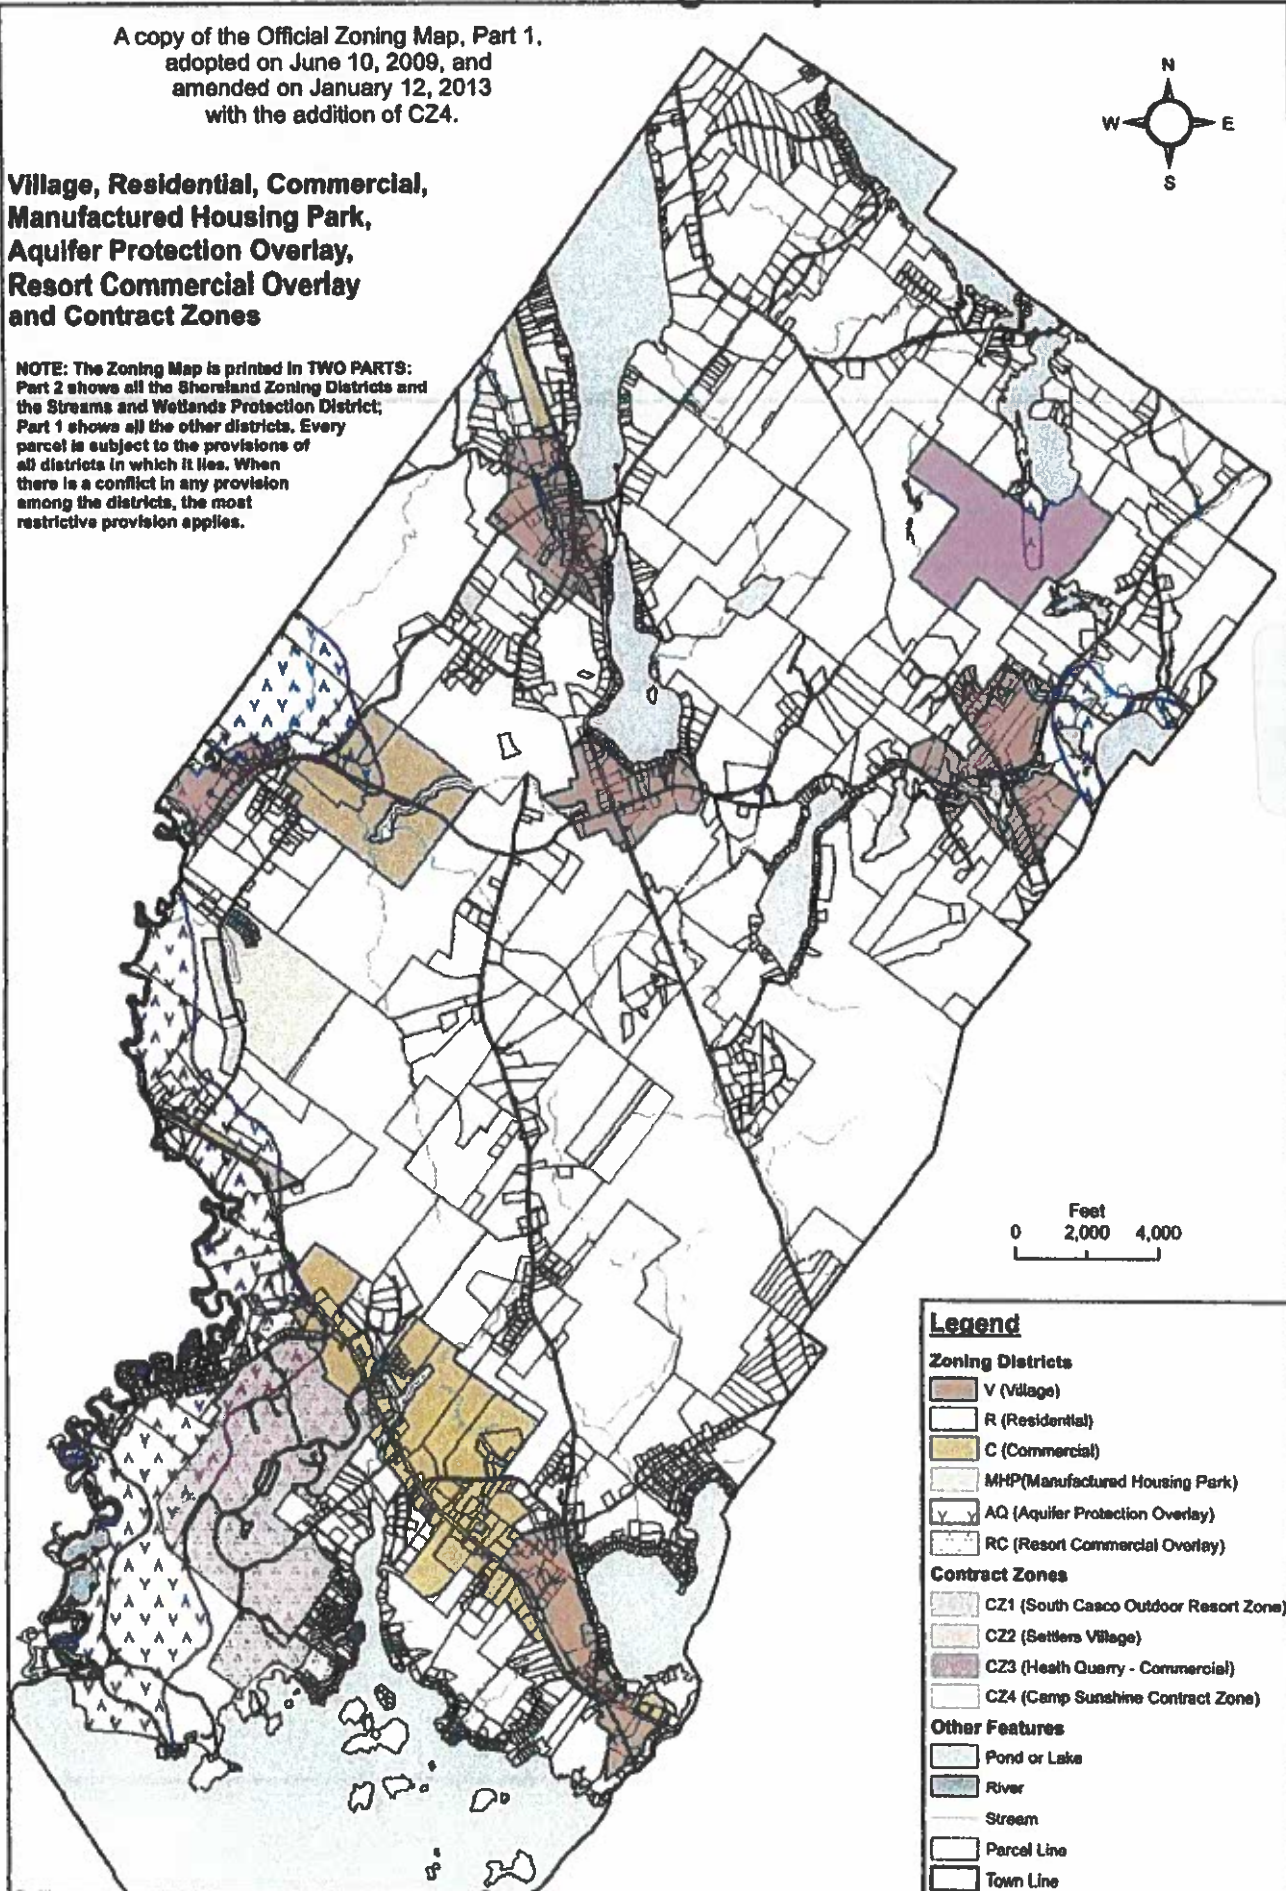 A copy of the Official Zoning Map, Part 1,
adopted on June 10, 2009, and
amended on January 12, 2013
with the addition of CZ4.
N
W
E
S
Village, Residential, Commercial,
Manufactured Housing Park,
Aquifer Protection Overlay,
Resort Commercial Overlay
and Contract Zones
NOTE: The Zoning Map is printed in TWO PARTS:
Part 2 shows all the Shoreland Zoning Districts and
the Streams and Wetlands Protection District;
Part 1 shows all the other districts. Every
parcel is subject to the provisions of
all districts in which it lies. When
there is a conflict in any provision
among the districts, the most
restrictive provision applies.
Feet
0 2,000 4,000
Legend
Zoning Districts
V (Village)
R (Residential)
C (Commercial)
MHP(Manufactured Housing Park)
AQ (Aquifer Protection Overlay)
RC (Resort Commercial Overlay)
Contract Zones
CZ1 (South Casco Outdoor Resort Zone)
CZ2 (Settlers Village)
CZ3 (Heath Quarry - Commercial)
CZ4 (Camp Sunshine Contract Zone)
Other Features
Pond or Lake
River
Stream
Parcel Line
Town Line